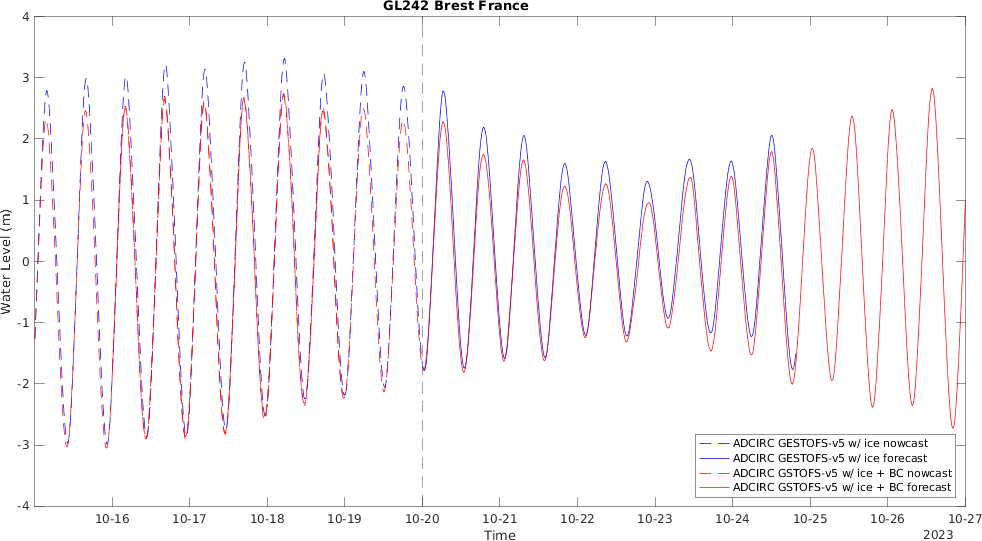 GL242 Brest France
4
3
2
1
0
-1
-2
-3
-4
Water Level (m)
ADCIRC GESTOFS-v5 w/ ice nowcast
ADCIRC GESTOFS-v5 w/ ice forecast
ADCIRC GSTOFS-v5 w/ ice + BC nowcast
ADCIRC GSTOFS-v5 w/ ice + BC forecast
10-16 10-17 10-18 10-19 10-20 10-21 10-22 10-23 10-24 10-25 10-26 10-27
Time 2023